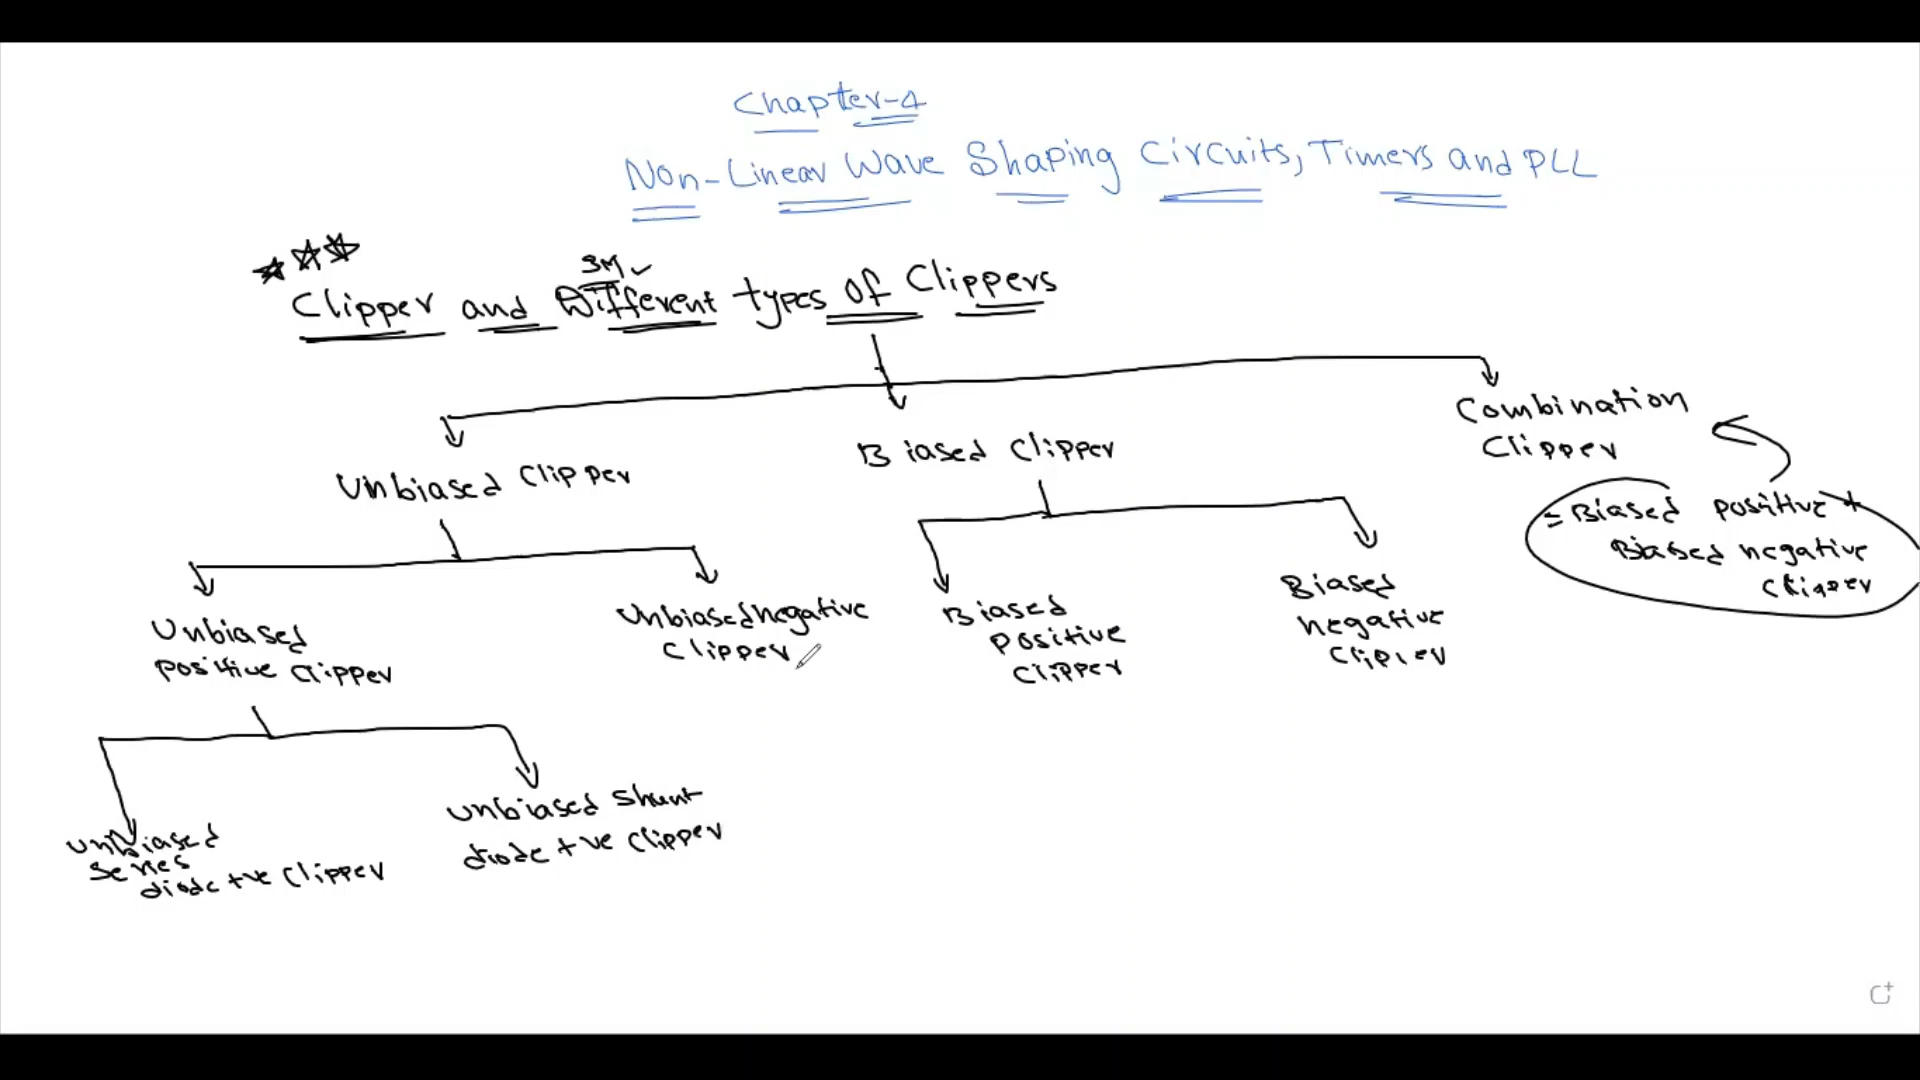 Chapter-4
Non-Linear Wave Shaping Circuits, Timers and PLL
3M
Clipper and Different types of Clippers
Unbiased Clipper
Biased Clipper
Combination
Clipper
= Biased positive +
Biased negative
Clipper
Unbiased
positive Clipper
Unbiased negative
Clipper
Biased
Positive
Clipper
Biased
negative
Unbiased
Series
diode +ve Clipper
Unbiased Shunt
diode +ve Clipper